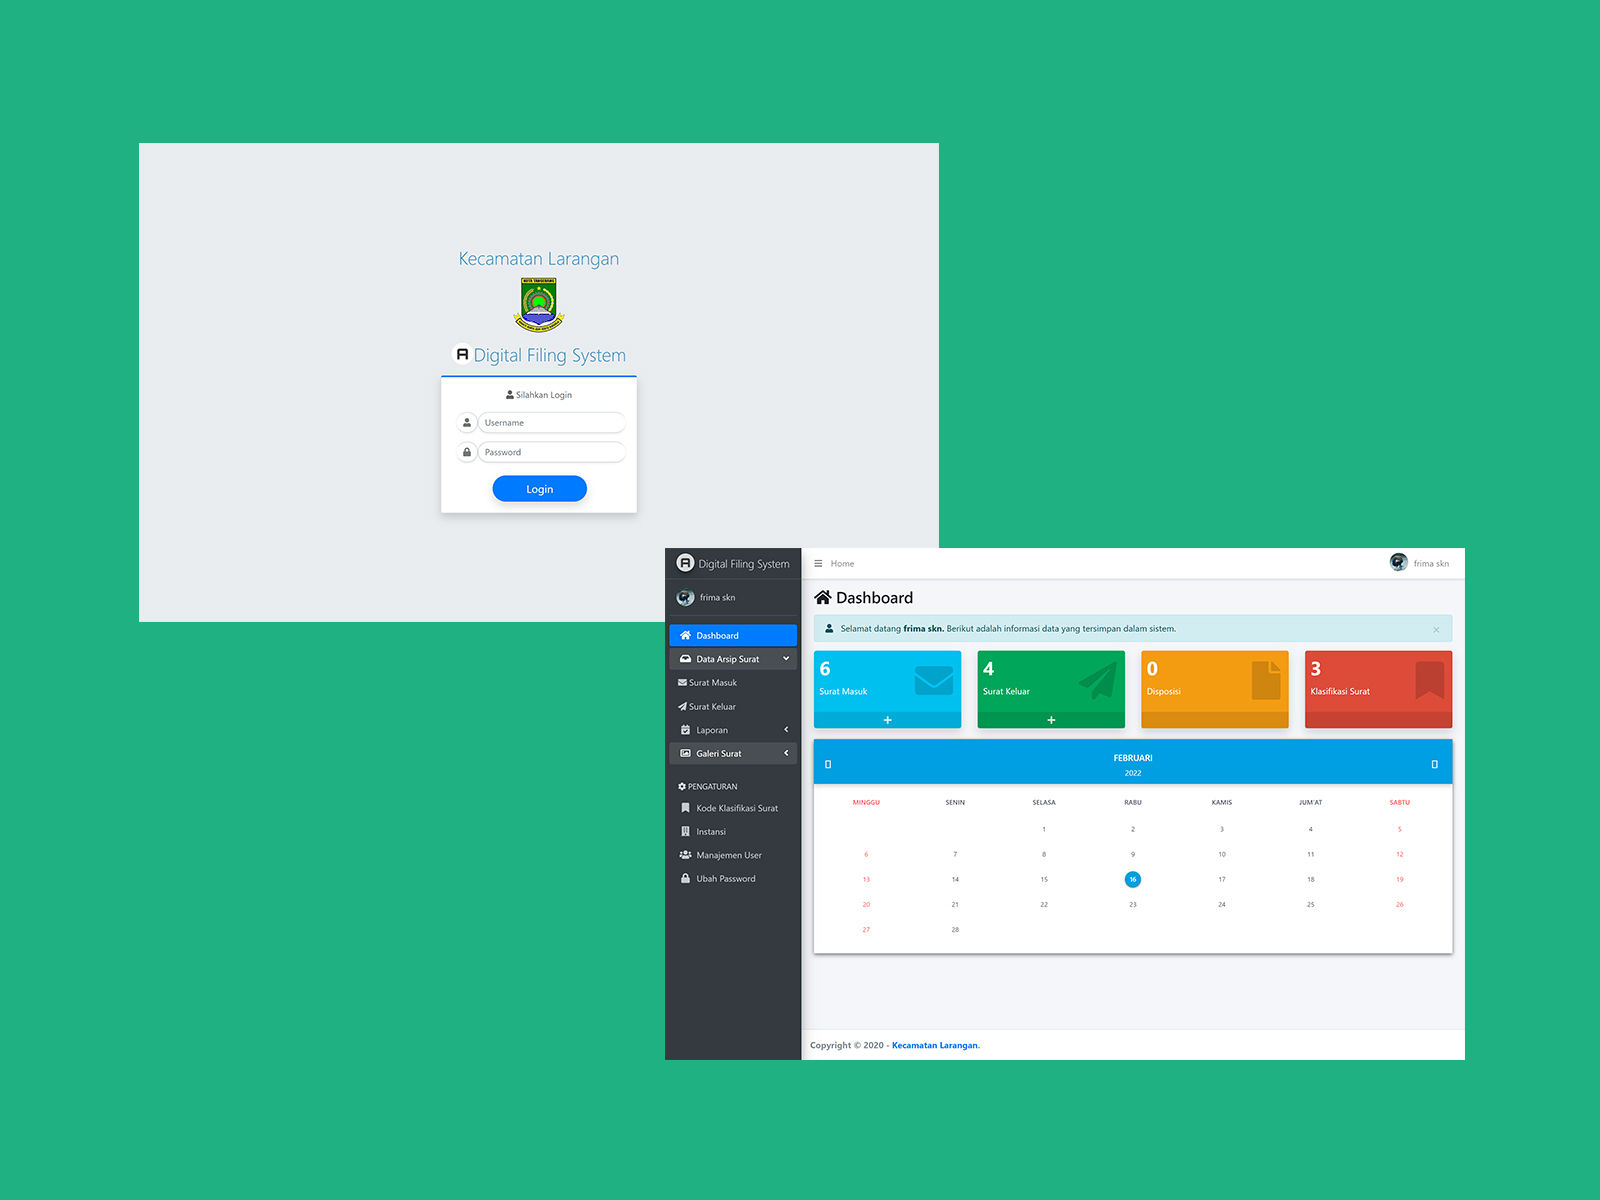 Kecamatan Larangan
KOTA TANGERANG
A Digital Filing System
Silahkan Login
Username
Password
Login
A Digital Filing System
frima skn
Dashboard
Data Arsip Surat
Surat Masuk
Surat Keluar
Laporan
Galeri Surat
PENGATURAN
Kode Klasifikasi Surat
Instansi
Manajemen User
Ubah Password
Home
frima skn
Dashboard
Selamat datang frima skn. Berikut adalah informasi data yang tersimpan dalam sistem. ×
6
Surat Masuk
4
Surat Keluar
0
Disposisi
3
Klasifikasi Surat
FEBRUARI
2022
MINGGU SENIN SELASA RABU KAMIS JUM'AT SABTU
1 2 3 4 5
6 7 8 9 10 11 12
13 14 15 16 17 18 19
20 21 22 23 24 25 26
27 28
Copyright © 2020 - Kecamatan Larangan.